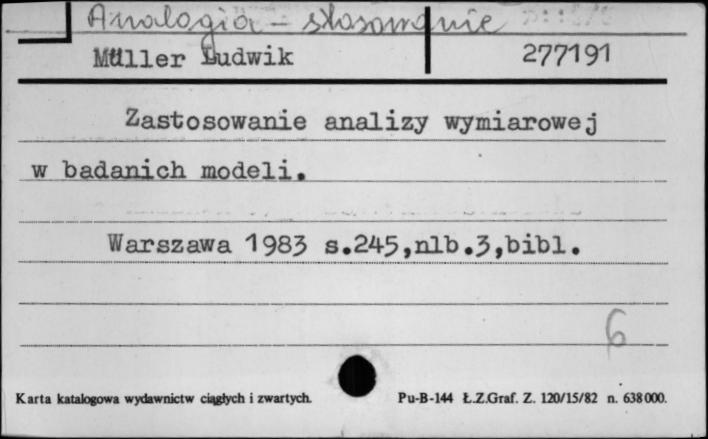 Analogia - stosowanie
Müller Ludwik 277191
Zastosowanie analizy wymiarowej
w badanich modeli.
Warszawa 1983 s.245,nlb.3,bibl.
6
Karta katalogowa wydawnictw ciągłych i zwartych. Pu-B-144 Ł.Z.Graf. Z. 120/15/82 n. 638000.